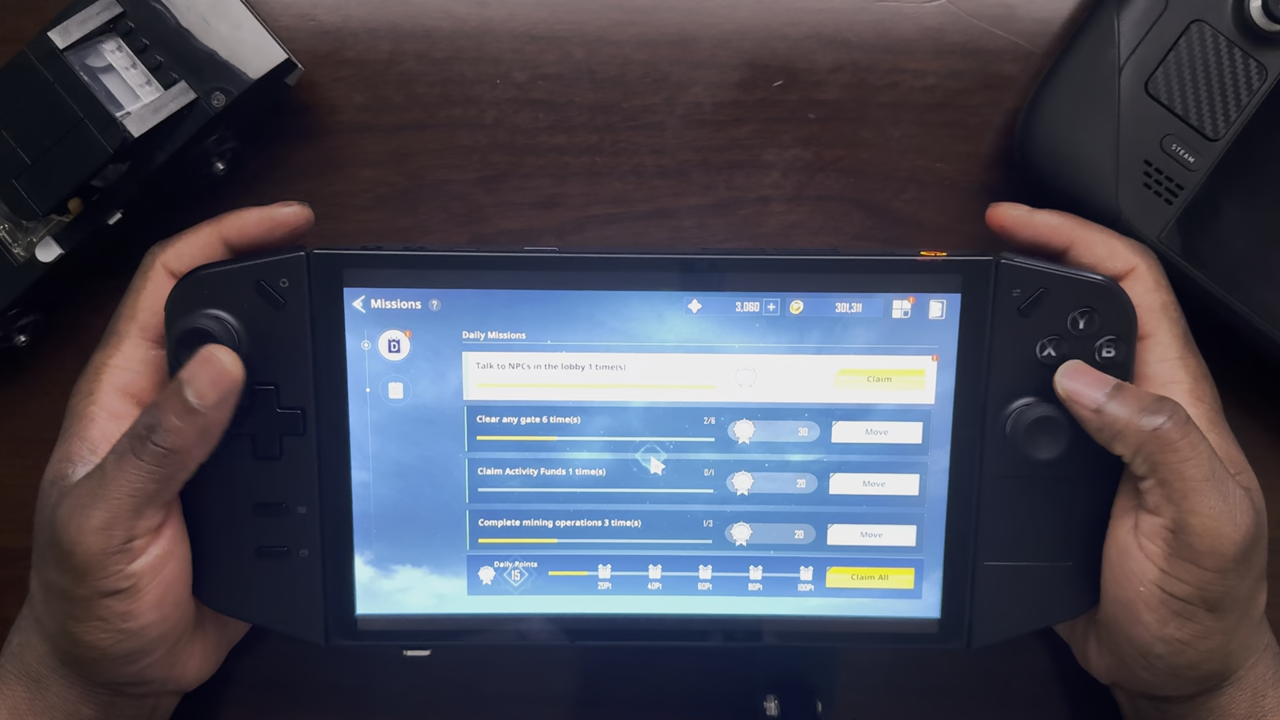 STEAM
Missions ?
3,060 +
301,311
D
Daily Missions
Talk to NPCs in the lobby 1 time(s)
Claim
Clear any gate 6 time(s)
2/6
30
Move
Claim Activity Funds 1 time(s)
0/1
20
Move
Complete mining operations 3 time(s)
1/3
20
Move
Daily Points
15
20Pt 40Pt 60Pt 80Pt 100Pt
Claim All
Y
X
B